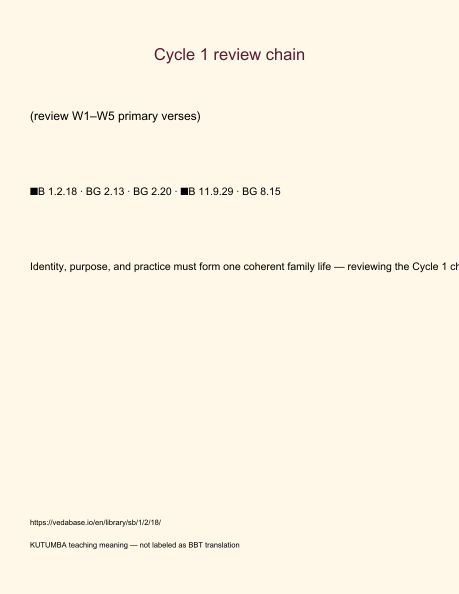 Cycle 1 review chain
(review W1–W5 primary verses)
■B 1.2.18 · BG 2.13 · BG 2.20 · ■B 11.9.29 · BG 8.15
Identity, purpose, and practice must form one coherent family life — reviewing the Cycle 1 ch
https://vedabase.io/en/library/sb/1/2/18/
KUTUMBA teaching meaning — not labeled as BBT translation